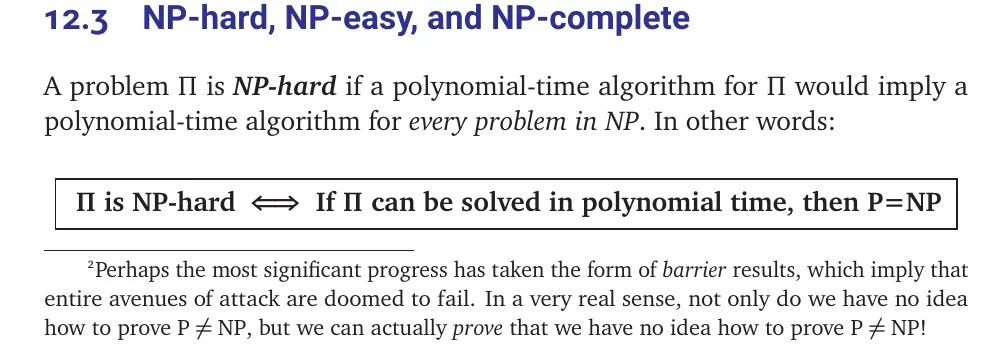 12.3 NP-hard, NP-easy, and NP-complete
A problem Π is NP-hard if a polynomial-time algorithm for Π would imply a
polynomial-time algorithm for every problem in NP. In other words:
Π is NP-hard ⟺ If Π can be solved in polynomial time, then P=NP
²Perhaps the most significant progress has taken the form of barrier results, which imply that
entire avenues of attack are doomed to fail. In a very real sense, not only do we have no idea
how to prove P ≠ NP, but we can actually prove that we have no idea how to prove P ≠ NP!